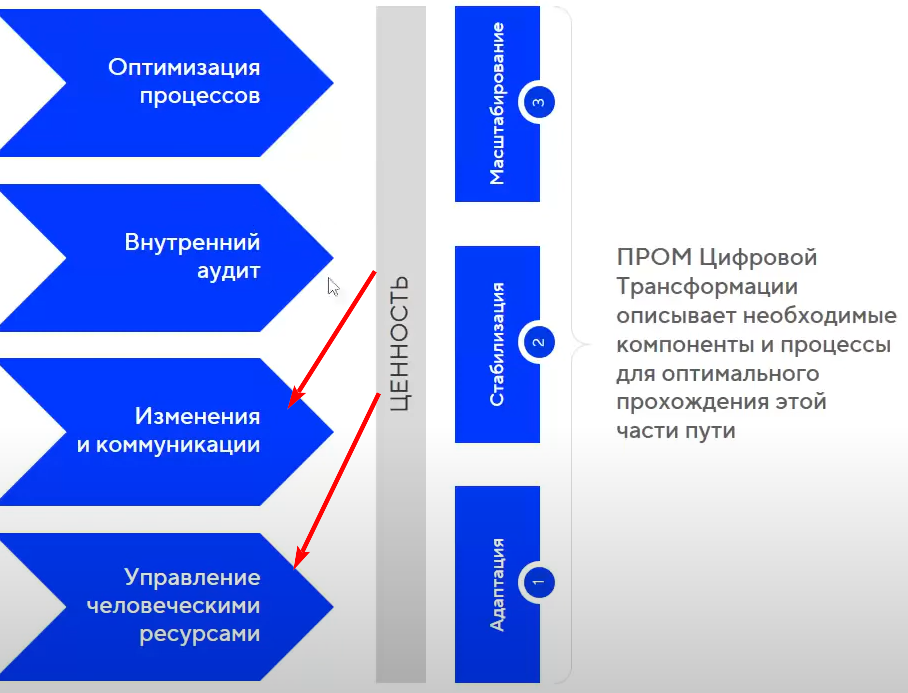 Оптимизация
процессов
Внутренний
аудит
Изменения
и коммуникации
Управление
человеческими
ресурсами
ЦЕННОСТЬ
Масштабирование
3
Стабилизация
2
Адаптация
1
ПРОМ Цифровой
Трансформации
описывает необходимые
компоненты и процессы
для оптимального
прохождения этой
части пути